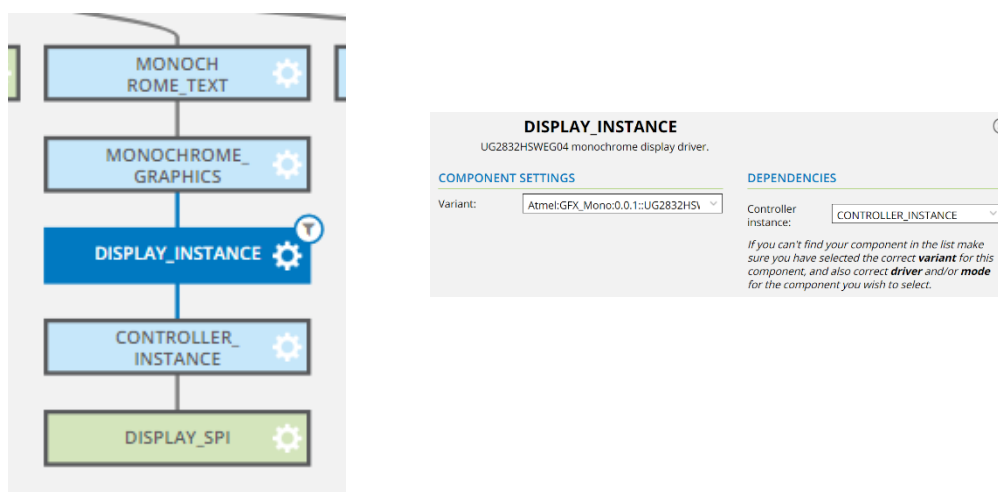 MONOCH
ROME_TEXT
MONOCHROME_
GRAPHICS
DISPLAY_INSTANCE
CONTROLLER_
INSTANCE
DISPLAY_SPI
DISPLAY_INSTANCE
UG2832HSWEG04 monochrome display driver.
COMPONENT SETTINGS
Variant:
Atmel:GFX_Mono:0.0.1::UG2832HS
DEPENDENCIES
Controller
instance:
CONTROLLER_INSTANCE
If you can't find your component in the list make
sure you have selected the correct variant for this
component, and also correct driver and/or mode
for the component you wish to select.